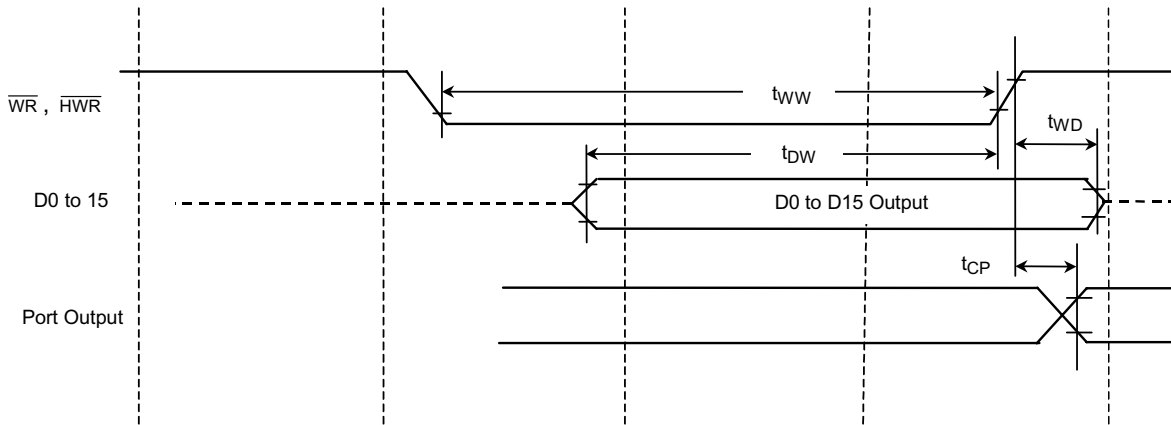 WR , HWR
tWW
tWD
tDW
D0 to 15
D0 to D15 Output
tCP
Port Output